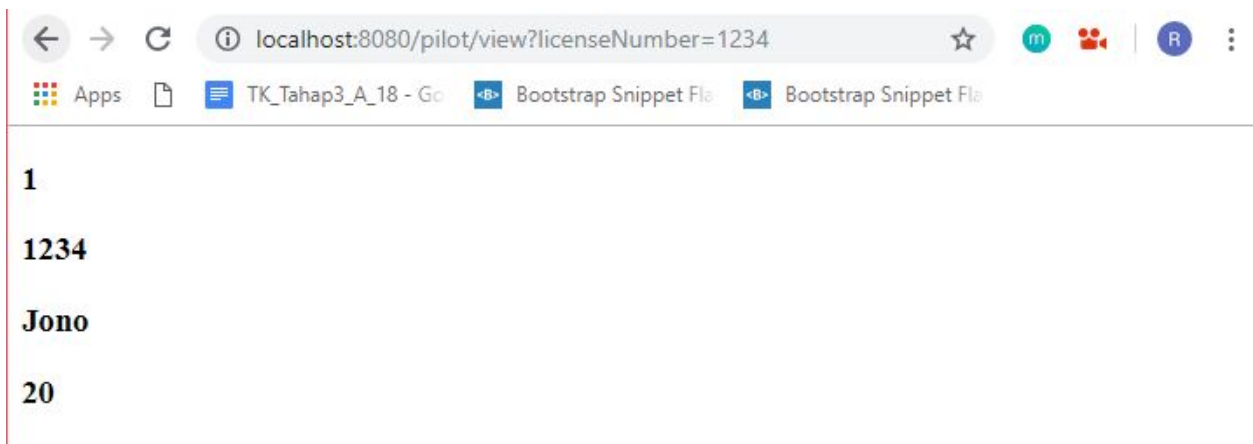 localhost:8080/pilot/view?licenseNumber=1234
m
R
Apps
TK_Tahap3_A_18 - Go
<B>
Bootstrap Snippet Fla
<B>
Bootstrap Snippet Fla
1
1234
Jono
20